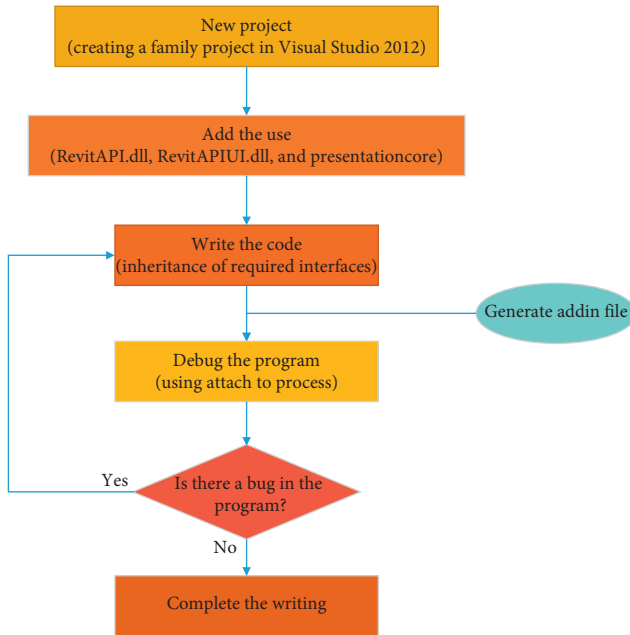 New project
(creating a family project in Visual Studio 2012)
Add the use
(RevitAPI.dll, RevitAPIUI.dll, and presentationcore)
Write the code
(inheritance of required interfaces)
Generate addin file
Debug the program
(using attach to process)
Yes
Is there a bug in the
program?
No
Complete the writing